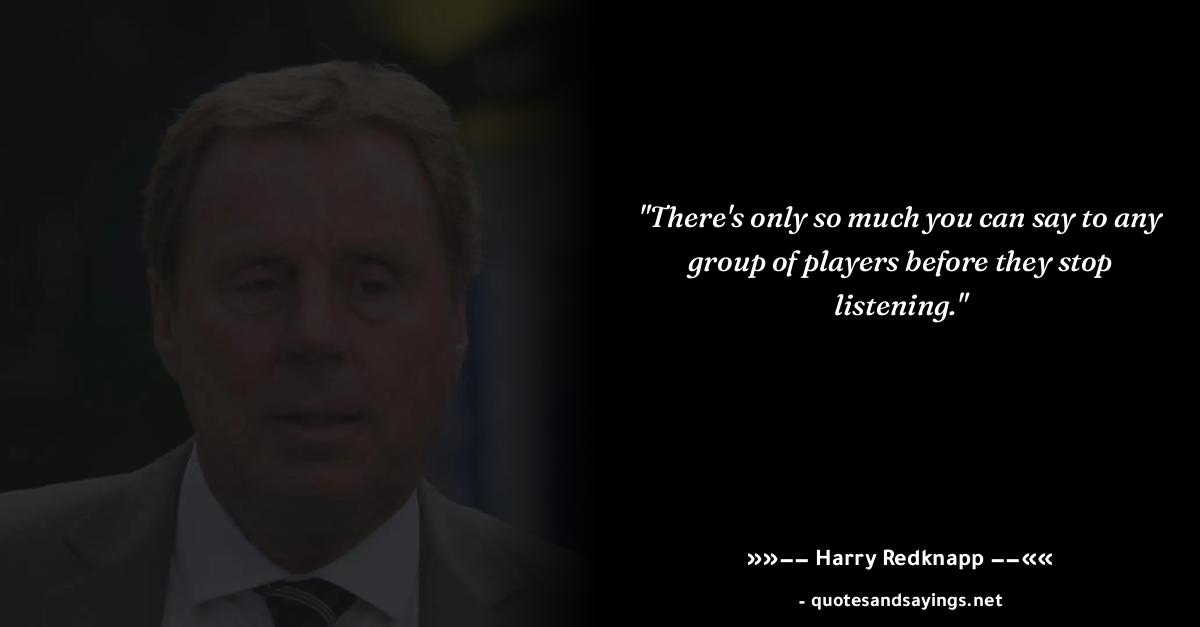 "There's only so much you can say to any
group of players before they stop
listening."
»»−− Harry Redknapp −−««
- quotesandsayings.net